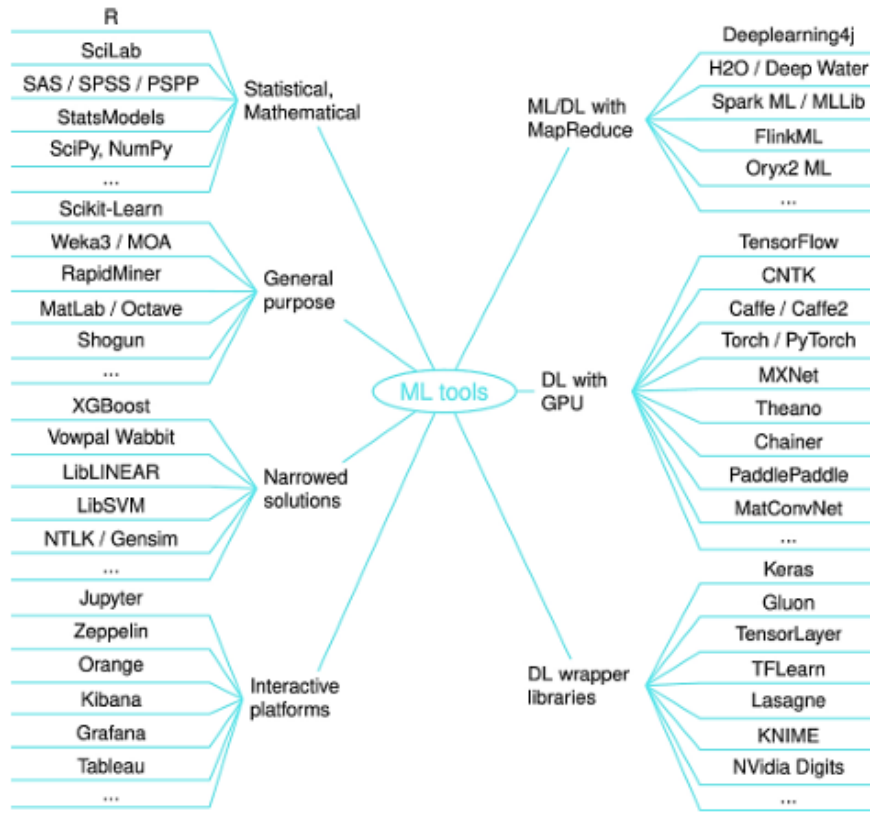 R
SciLab
SAS / SPSS / PSPP
StatsModels
SciPy, NumPy
...
Statistical,
Mathematical
Scikit-Learn
Weka3 / MOA
RapidMiner
MatLab / Octave
Shogun
...
General
purpose
XGBoost
Vowpal Wabbit
LibLINEAR
LibSVM
NTLK / Gensim
...
Narrowed
solutions
Jupyter
Zeppelin
Orange
Kibana
Grafana
Tableau
...
Interactive
platforms
ML tools
ML/DL with
MapReduce
Deeplearning4j
H2O / Deep Water
Spark ML / MLLib
FlinkML
Oryx2 ML
...
DL with
GPU
TensorFlow
CNTK
Caffe / Caffe2
Torch / PyTorch
MXNet
Theano
Chainer
PaddlePaddle
MatConvNet
...
DL wrapper
libraries
Keras
Gluon
TensorLayer
TFLearn
Lasagne
KNIME
NVidia Digits
...